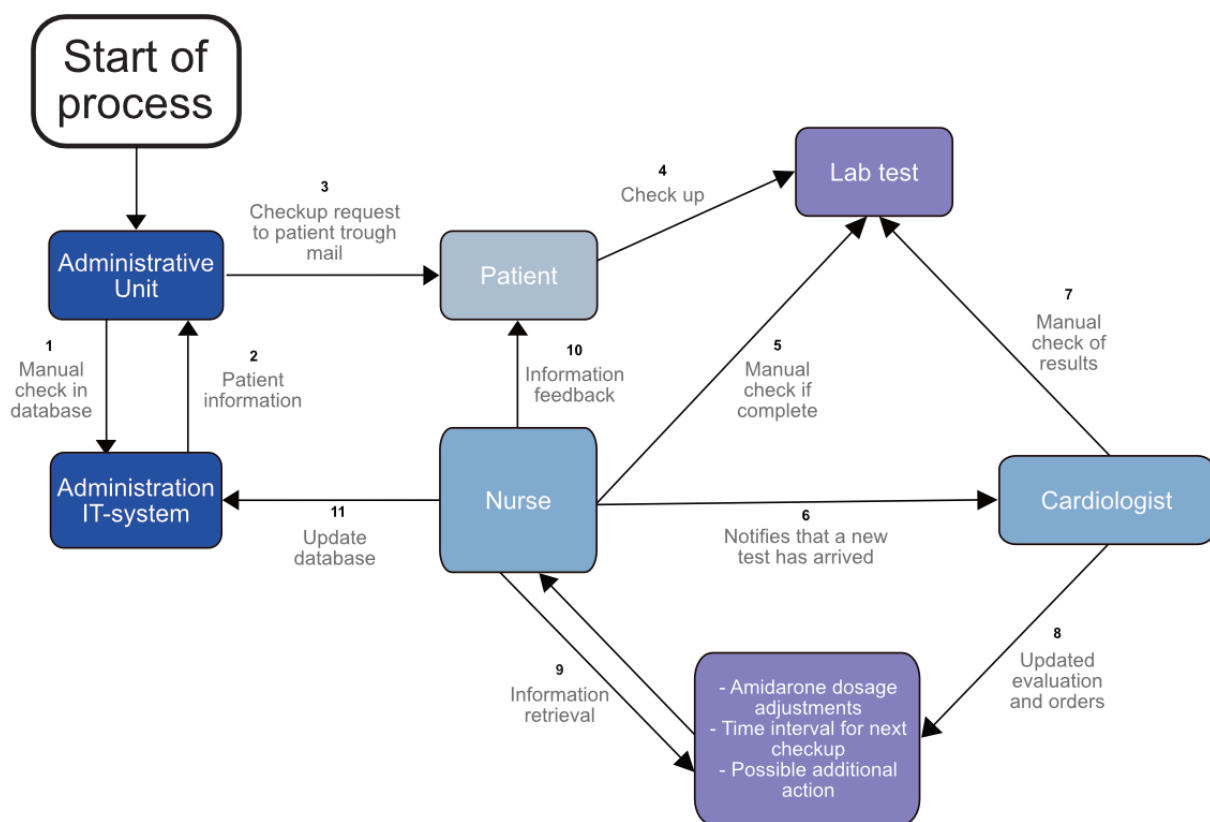 Start of
process
3
Checkup request
to patient trough
mail
4
Check up
Lab test
Administrative
Unit
Patient
1
Manual
check in
database
2
Patient
information
10
Information
feedback
5
Manual
check if
complete
7
Manual
check of
results
Administration
IT-system
11
Update
database
Nurse
6
Notifies that a new
test has arrived
Cardiologist
9
Information
retrieval
- Amidarone dosage
adjustments
- Time interval for next
checkup
- Possible additional
action
8
Updated
evaluation
and orders